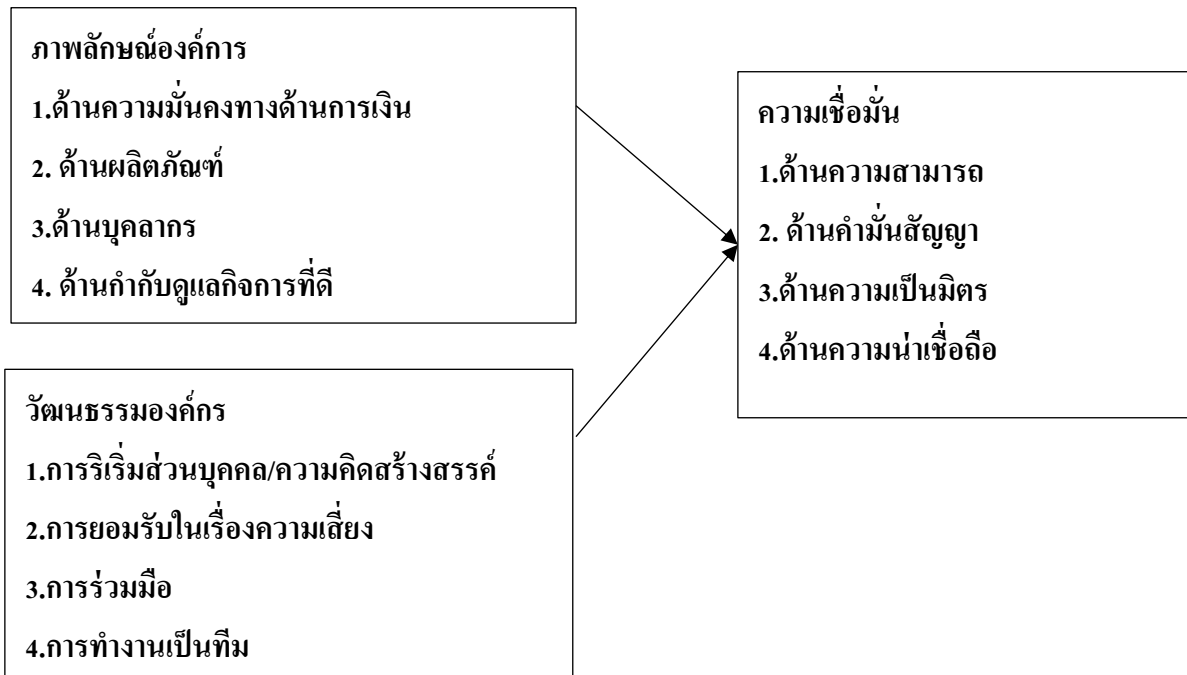 ภาพลักษณ์องค์การ
1.ด้านความมั่นคงทางด้านการเงิน
2. ด้านผลิตภัณฑ์
3.ด้านบุคลากร
4. ด้านกำกับดูแลกิจการที่ดี
ความเชื่อมั่น
1.ด้านความสามารถ
2. ด้านคำมั่นสัญญา
3.ด้านความเป็นมิตร
4.ด้านความน่าเชื่อถือ
วัฒนธรรมองค์กร
1.การริเริ่มส่วนบุคคล/ความคิดสร้างสรรค์
2.การยอมรับในเรื่องความเสี่ยง
3.การร่วมมือ
4.การทำงานเป็นทีม